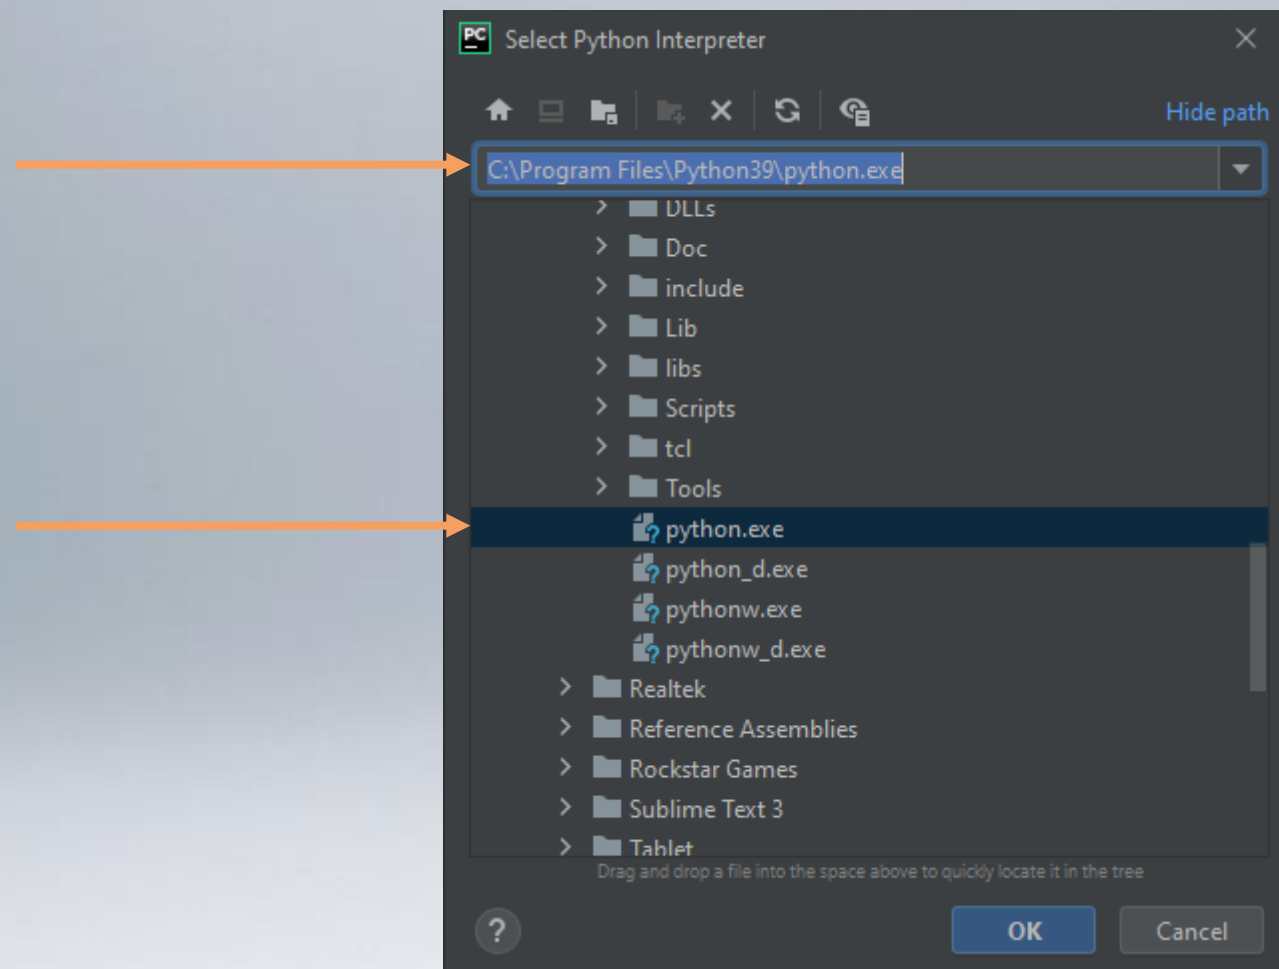 PC Select Python Interpreter
Hide path
C:\Program Files\Python39\python.exe
DLLs
Doc
include
Lib
libs
Scripts
tcl
Tools
python.exe
python_d.exe
pythonw.exe
pythonw_d.exe
Realtek
Reference Assemblies
Rockstar Games
Sublime Text 3
Tablet
Drag and drop a file into the space above to quickly locate it in the tree
? OK Cancel